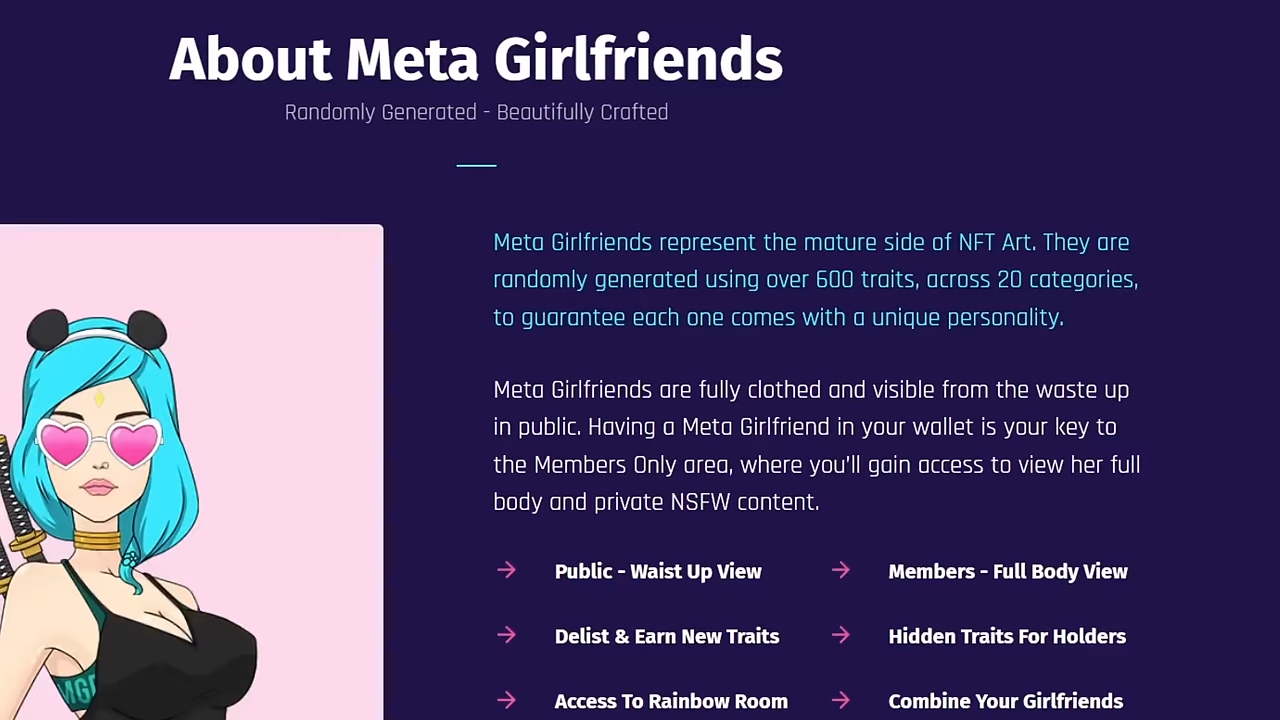 About Meta Girlfriends
Randomly Generated - Beautifully Crafted
Meta Girlfriends represent the mature side of NFT Art. They are
randomly generated using over 600 traits, across 20 categories,
to guarantee each one comes with a unique personality.
Meta Girlfriends are fully clothed and visible from the waste up
in public. Having a Meta Girlfriend in your wallet is your key to
the Members Only area, where you'll gain access to view her full
body and private NSFW content.
Public - Waist Up View
Members - Full Body View
Delist & Earn New Traits
Hidden Traits For Holders
Access To Rainbow Room
Combine Your Girlfriends
MGF